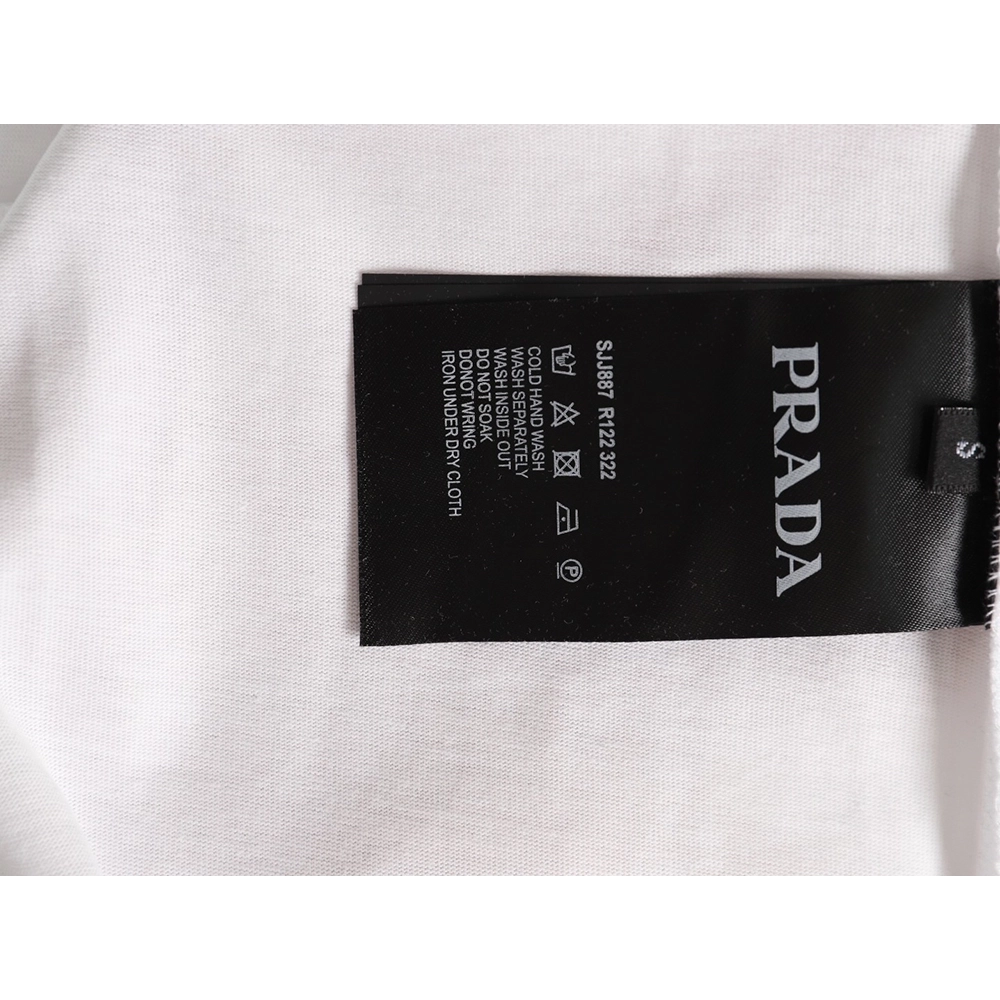 PRADA
S
SJJ887 R122 322
P
COLD HAND WASH
WASH SEPARATELY
WASH INSIDE OUT
DO NOT SOAK
DONOT WRING
IRON UNDER DRY CLOTH